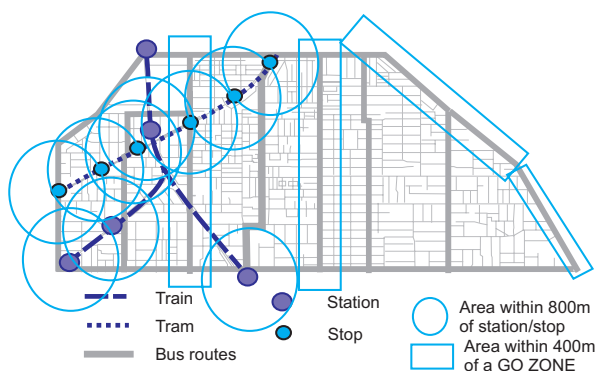 Train
Tram
Bus routes
Station
Stop
Area within 800m
of station/stop
Area within 400m
of a GO ZONE